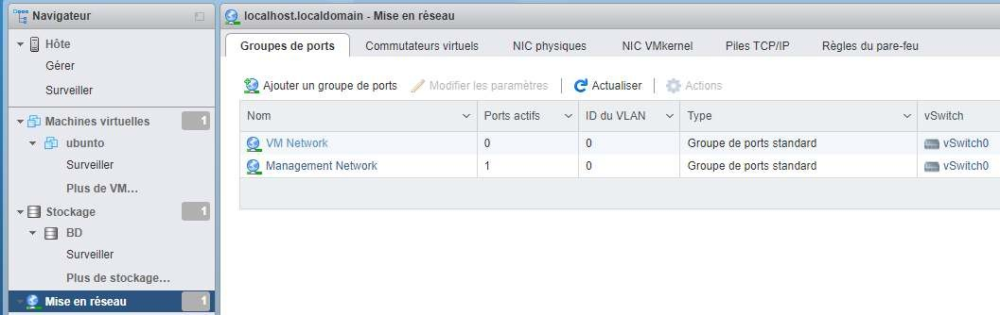 Navigateur
Hôte
Gérer
Surveiller
Machines virtuelles 1
ubunto
Surveiller
Plus de VM...
Stockage 1
BD
Surveiller
Plus de stockage...
Mise en réseau 1
localhost.localdomain - Mise en réseau
Groupes de ports Commutateurs virtuels NIC physiques NIC VMkernel Piles TCP/IP Règles du pare-feu
Ajouter un groupe de ports Modifier les paramètres Actualiser Actions
Nom Ports actifs ID du VLAN Type vSwitch
VM Network 0 0 Groupe de ports standard vSwitch0
Management Network 1 0 Groupe de ports standard vSwitch0